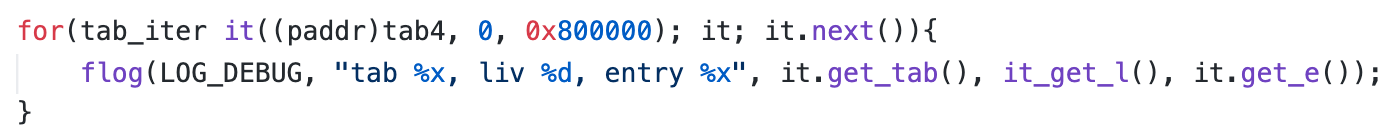 for(tab_iter it((paddr)tab4, 0, 0x800000); it; it.next()){
    flog(LOG_DEBUG, "tab %x, liv %d, entry %x", it.get_tab(), it_get_l(), it.get_e());
}